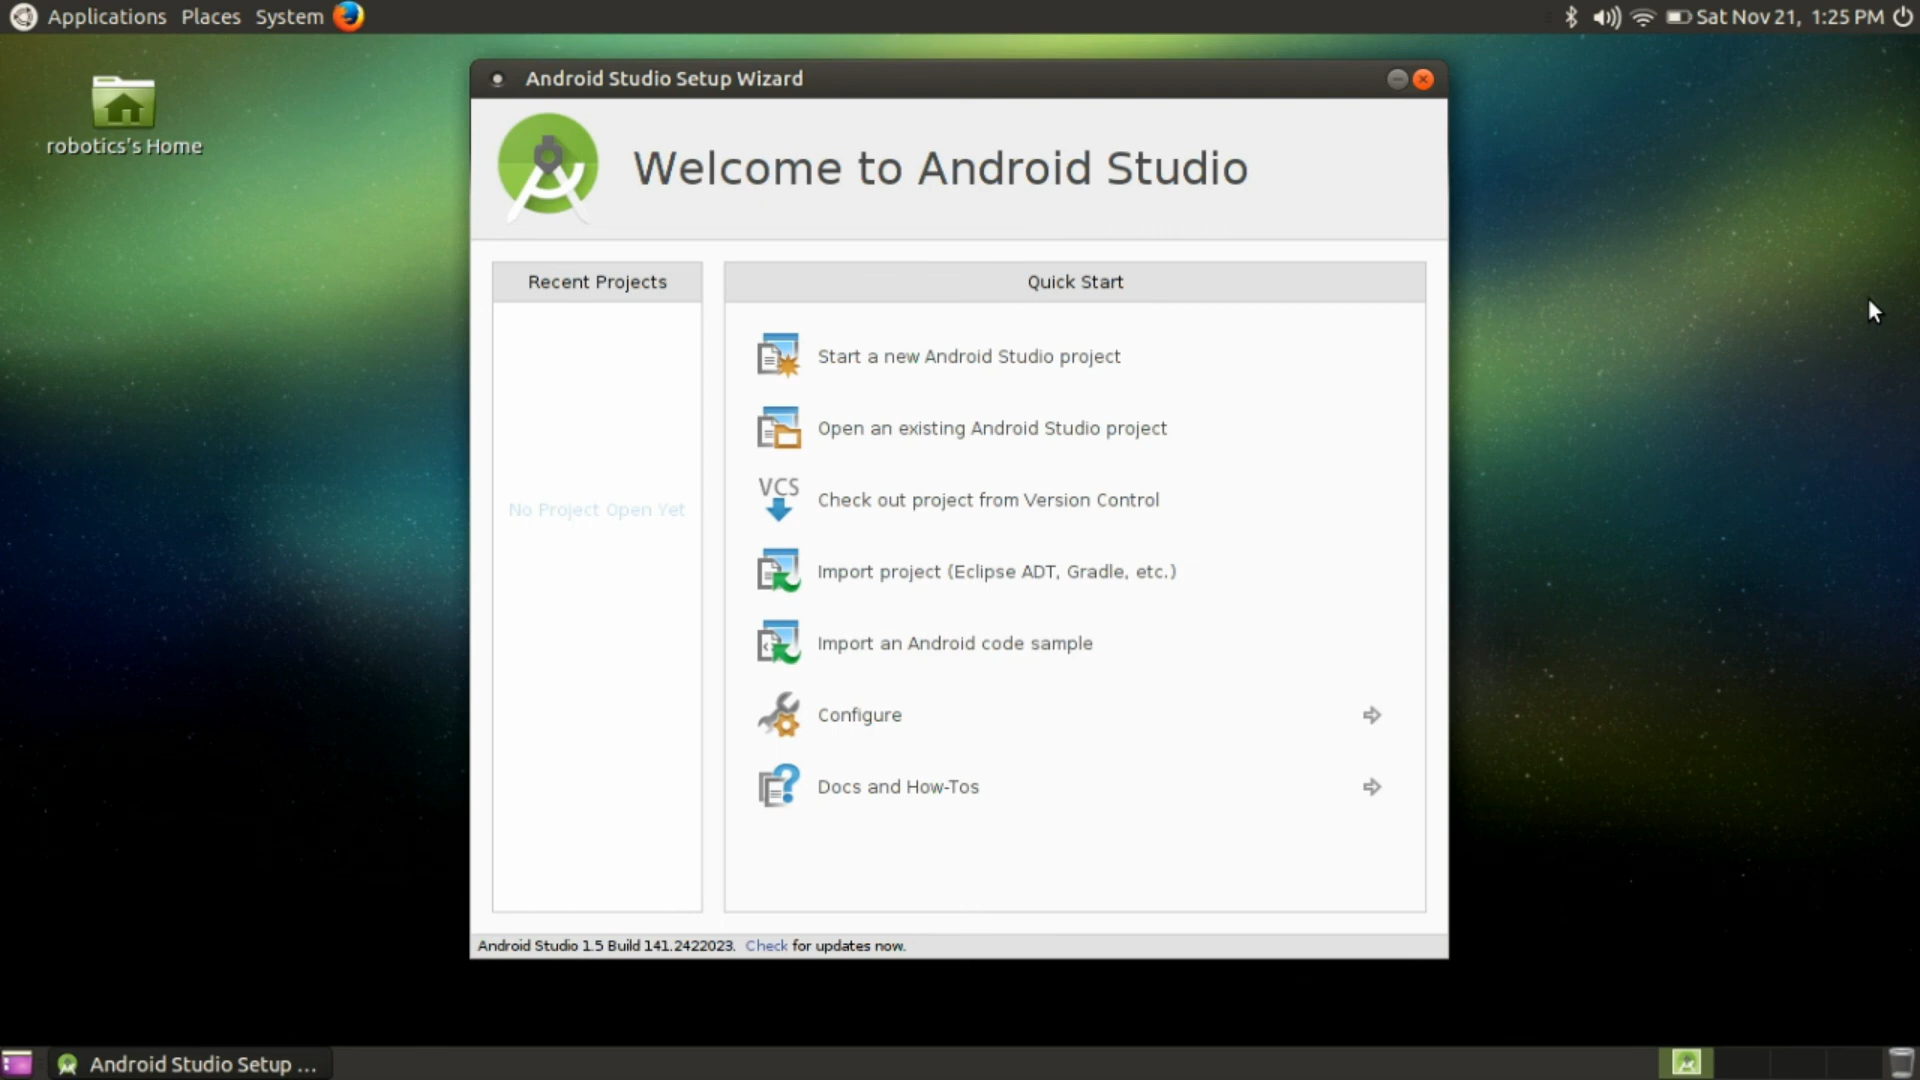 Applications Places System
Sat Nov 21, 1:25 PM
robotics's Home
Android Studio Setup Wizard
Welcome to Android Studio
Recent Projects
No Project Open Yet
Quick Start
Start a new Android Studio project
Open an existing Android Studio project
VCS
Check out project from Version Control
Import project (Eclipse ADT, Gradle, etc.)
Import an Android code sample
Configure
Docs and How-Tos
Android Studio 1.5 Build 141.2422023. Check for updates now.
Android Studio Setup ...